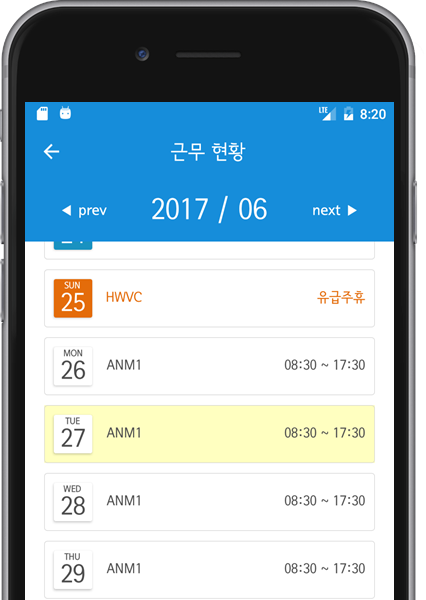 LTE 8:20
근무 현황
prev 2017 / 06 next
SUN
25 HWVC 유급주휴
MON
26 ANM1 08:30 ~ 17:30
TUE
27 ANM1 08:30 ~ 17:30
WED
28 ANM1 08:30 ~ 17:30
THU
29 ANM1 08:30 ~ 17:30